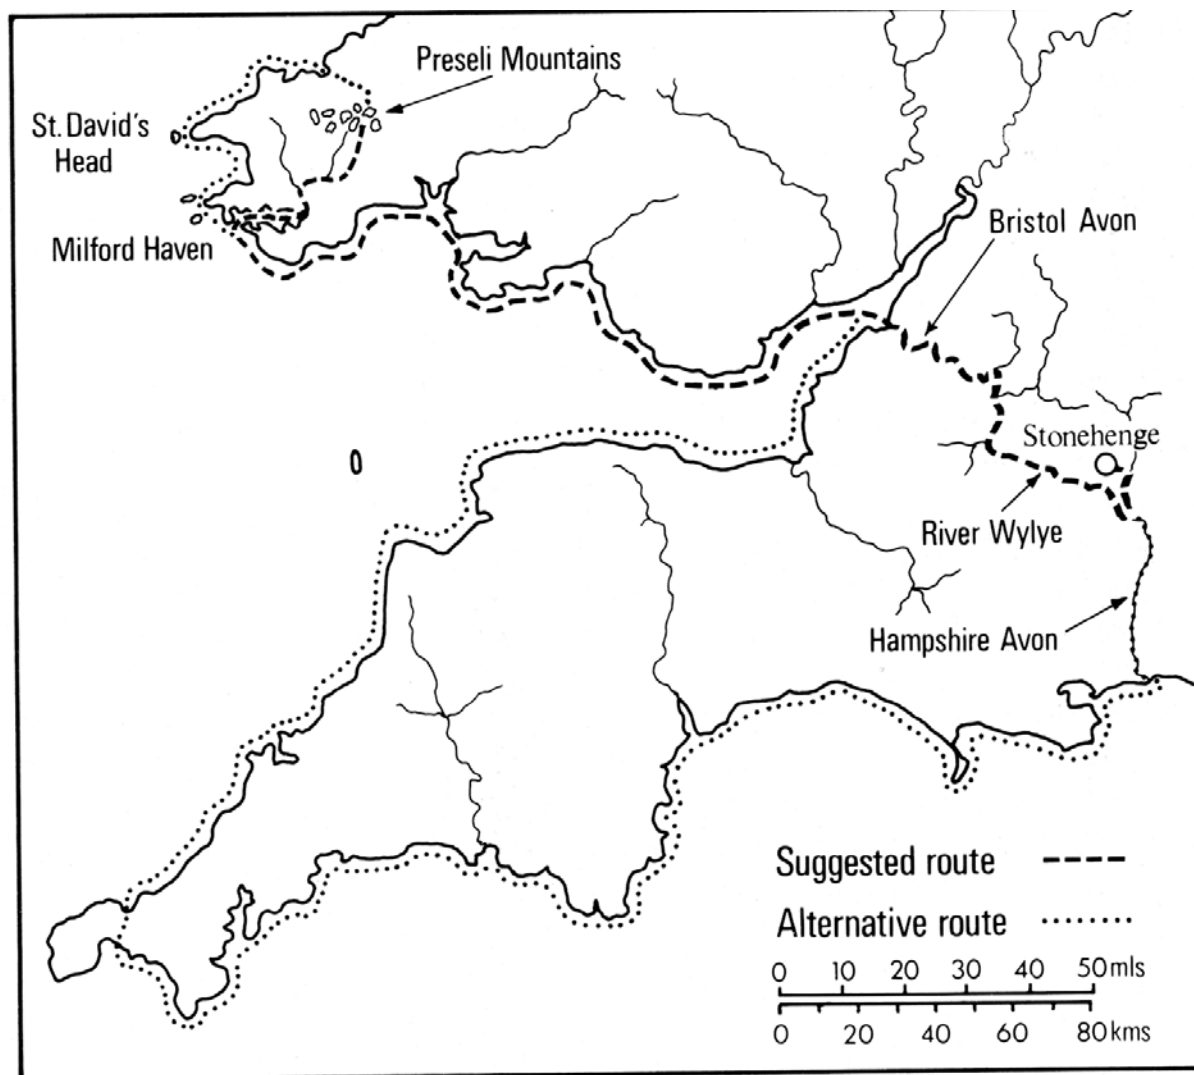 Preseli Mountains
St. David's
Head
Milford Haven
Bristol Avon
Stonehenge
River Wylye
Hampshire Avon
Suggested route
Alternative route
0 10 20 30 40 50 mls
0 20 40 60 80 kms